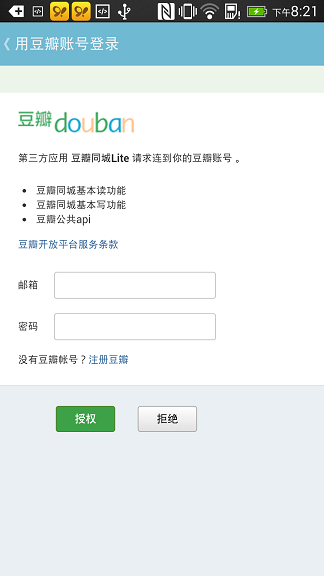 下午8:21
用豆瓣账号登录
豆瓣 douban
第三方应用 豆瓣同城Lite 请求连到你的豆瓣账号 。
豆瓣同城基本读功能
豆瓣同城基本写功能
豆瓣公共api
豆瓣开放平台服务条款
邮箱
密码
没有豆瓣帐号？注册豆瓣
授权
拒绝